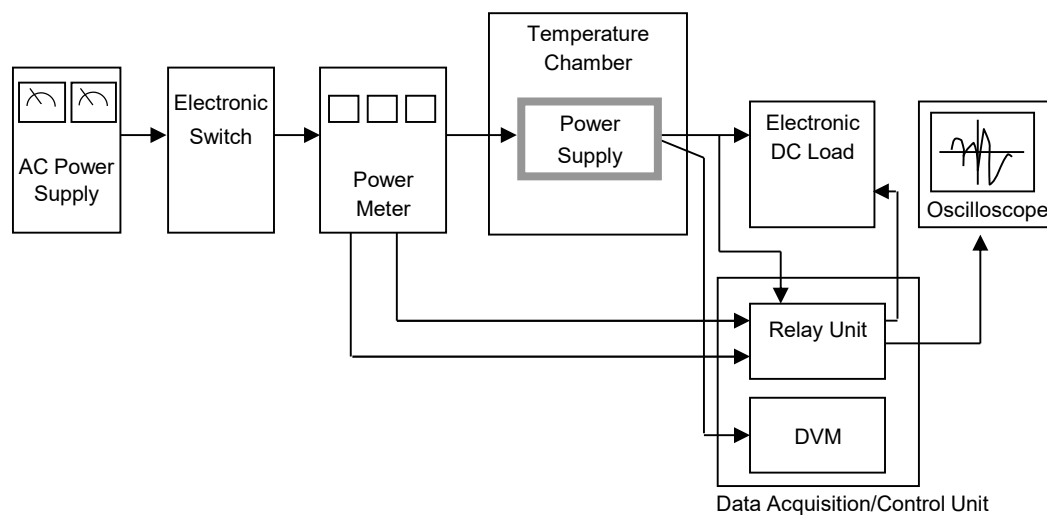 AC Power
Supply
Electronic
Switch
Power
Meter
Temperature
Chamber
Power
Supply
Electronic
DC Load
Oscilloscope
Relay Unit
DVM
Data Acquisition/Control Unit